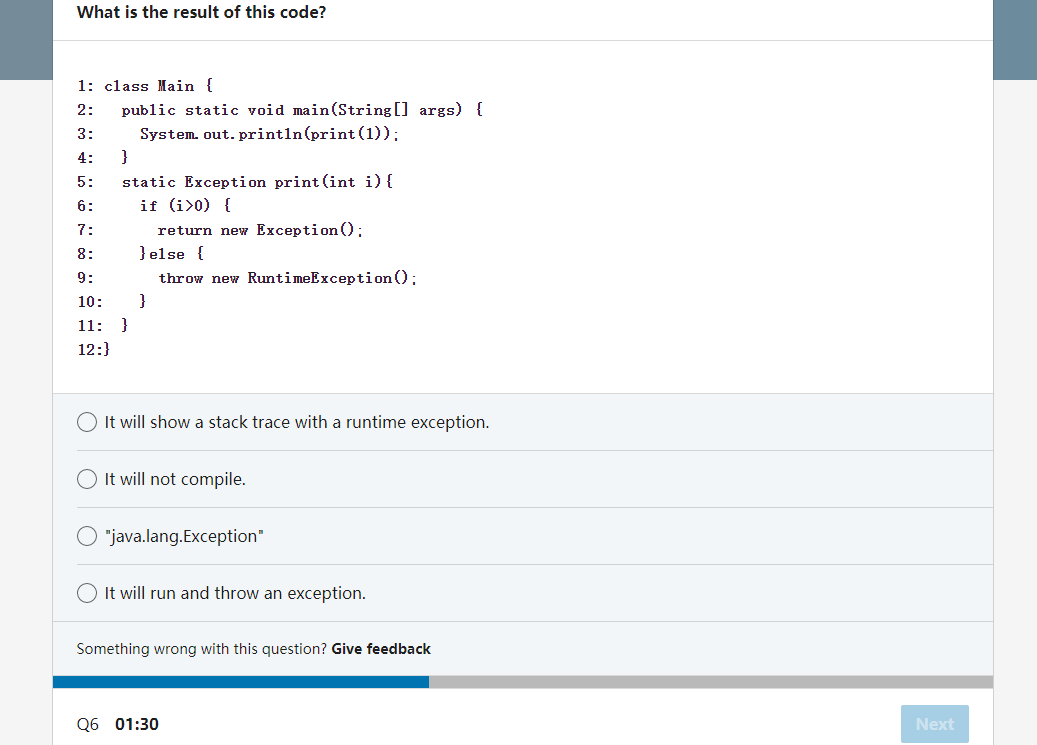 What is the result of this code?
1: class Main {
2:   public static void main(String[] args) {
3:     System.out.println(print(1));
4:   }
5:   static Exception print(int i){
6:     if (i>0) {
7:       return new Exception();
8:     }else {
9:       throw new RuntimeException();
10:    }
11:  }
12:}
It will show a stack trace with a runtime exception.
It will not compile.
"java.lang.Exception"
It will run and throw an exception.
Something wrong with this question? Give feedback
Q6 01:30 Next